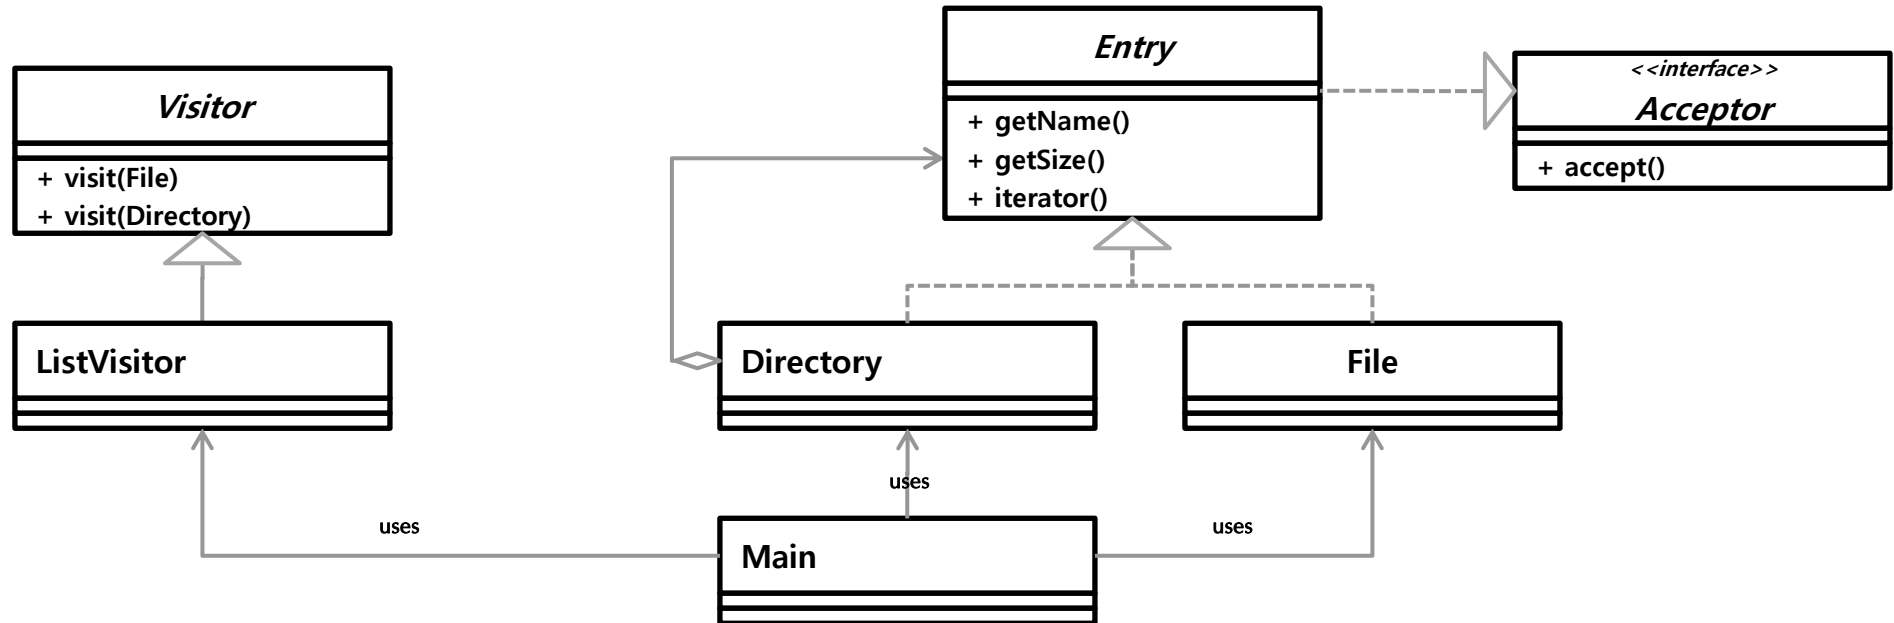 Visitor
+ visit(File)
+ visit(Directory)
Entry
+ getName()
+ getSize()
+ iterator()
<<interface>>
Acceptor
+ accept()
ListVisitor
Directory
File
uses
uses
uses
Main